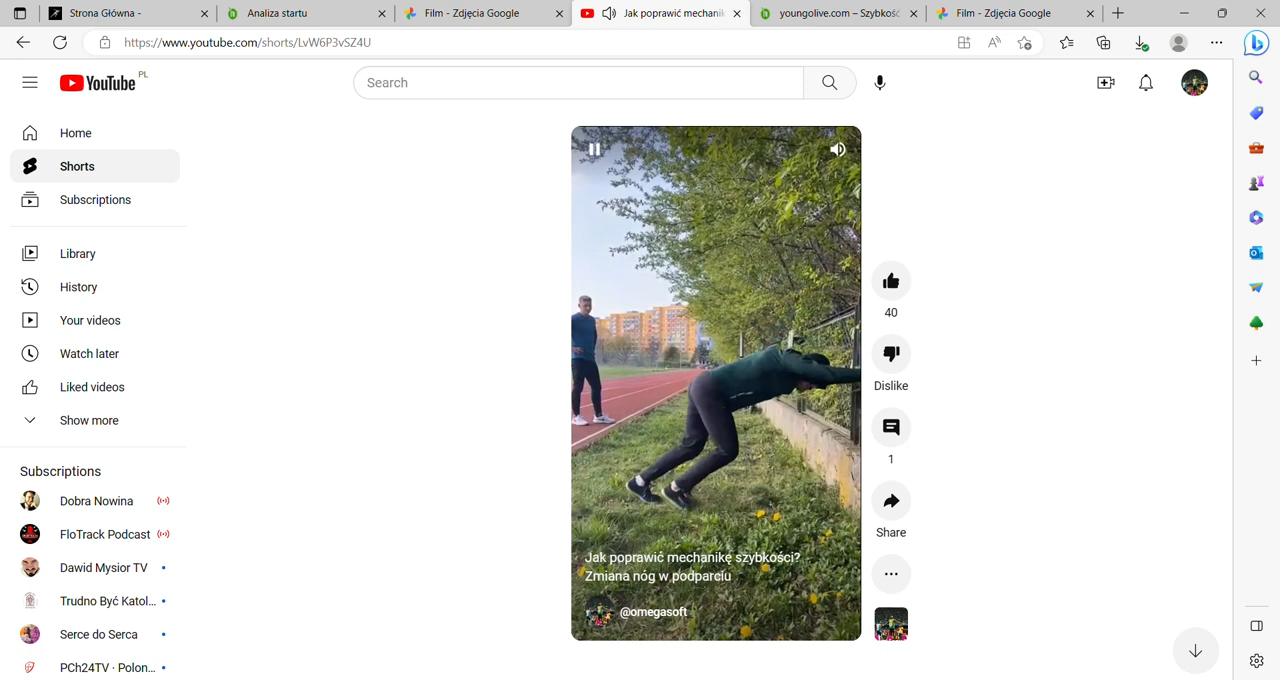 Strona Główna -
Analiza startu
Film - Zdjęcia Google
Jak poprawić mechanik
youngolive.com – Szybkość
Film - Zdjęcia Google
https://www.youtube.com/shorts/LvW6P3vSZ4U
YouTube PL
Search
Home
Shorts
Subscriptions
Library
History
Your videos
Watch later
Liked videos
Show more
Subscriptions
Dobra Nowina
FloTrack Podcast
Dawid Mysior TV
Trudno Być Katol...
Serce do Serca
PCh24TV · Polon...
Jak poprawić mechanikę szybkości?
Zmiana nóg w podparciu
@omegasoft
40
Dislike
1
Share